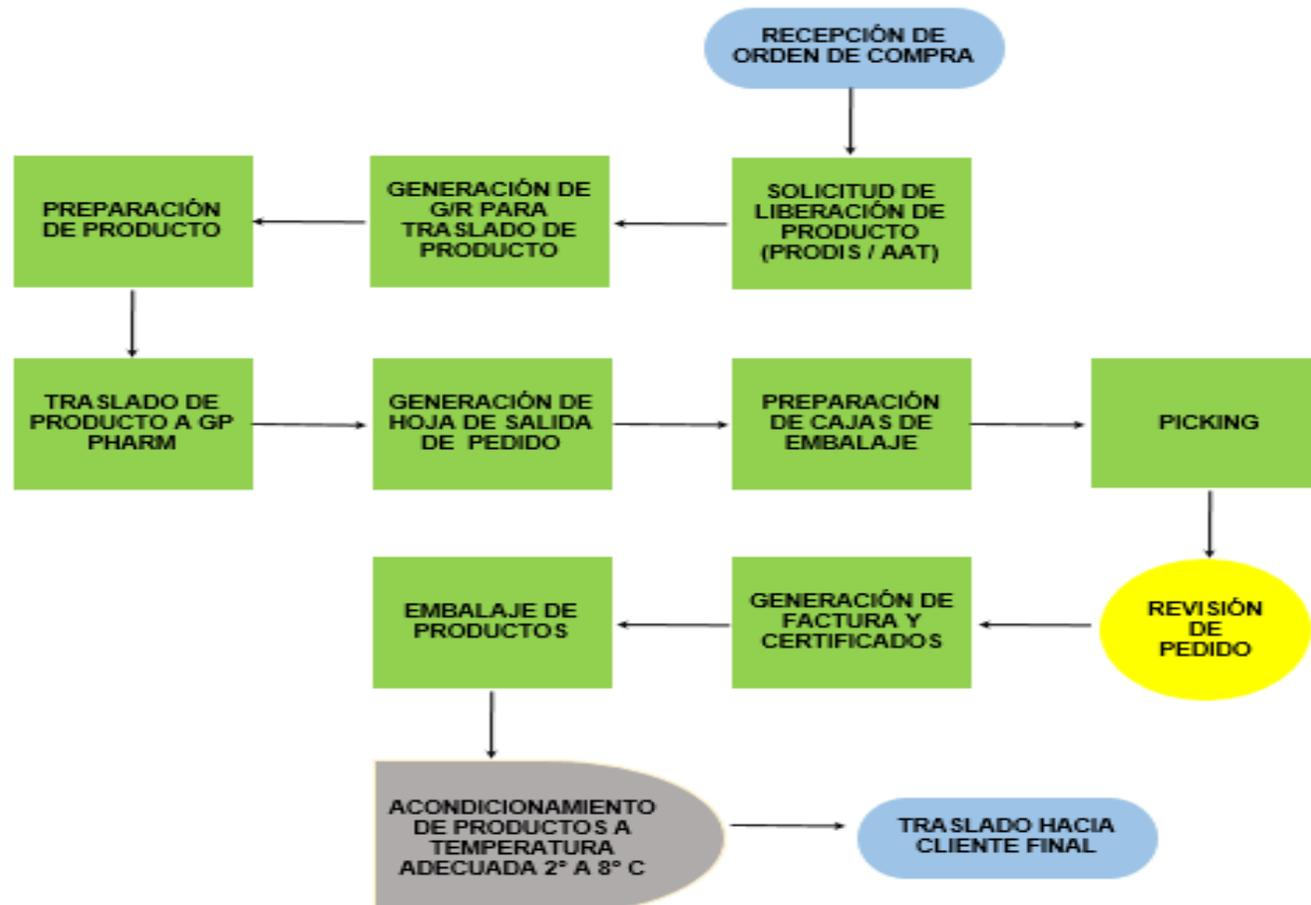 RECEPCIÓN DE
ORDEN DE COMPRA
SOLICITUD DE
LIBERACIÓN DE
PRODUCTO
(PRODIS / AAT)
GENERACIÓN DE
G/R PARA
TRASLADO DE
PRODUCTO
PREPARACIÓN
DE PRODUCTO
TRASLADO DE
PRODUCTO A GP
PHARM
GENERACIÓN DE
HOJA DE SALIDA
DE PEDIDO
PREPARACIÓN
DE CAJAS DE
EMBALAJE
PICKING
REVISIÓN
DE
PEDIDO
GENERACIÓN DE
FACTURA Y
CERTIFICADOS
EMBALAJE DE
PRODUCTOS
ACONDICIONAMIENTO
DE PRODUCTOS A
TEMPERATURA
ADECUADA 2° A 8° C
TRASLADO HACIA
CLIENTE FINAL